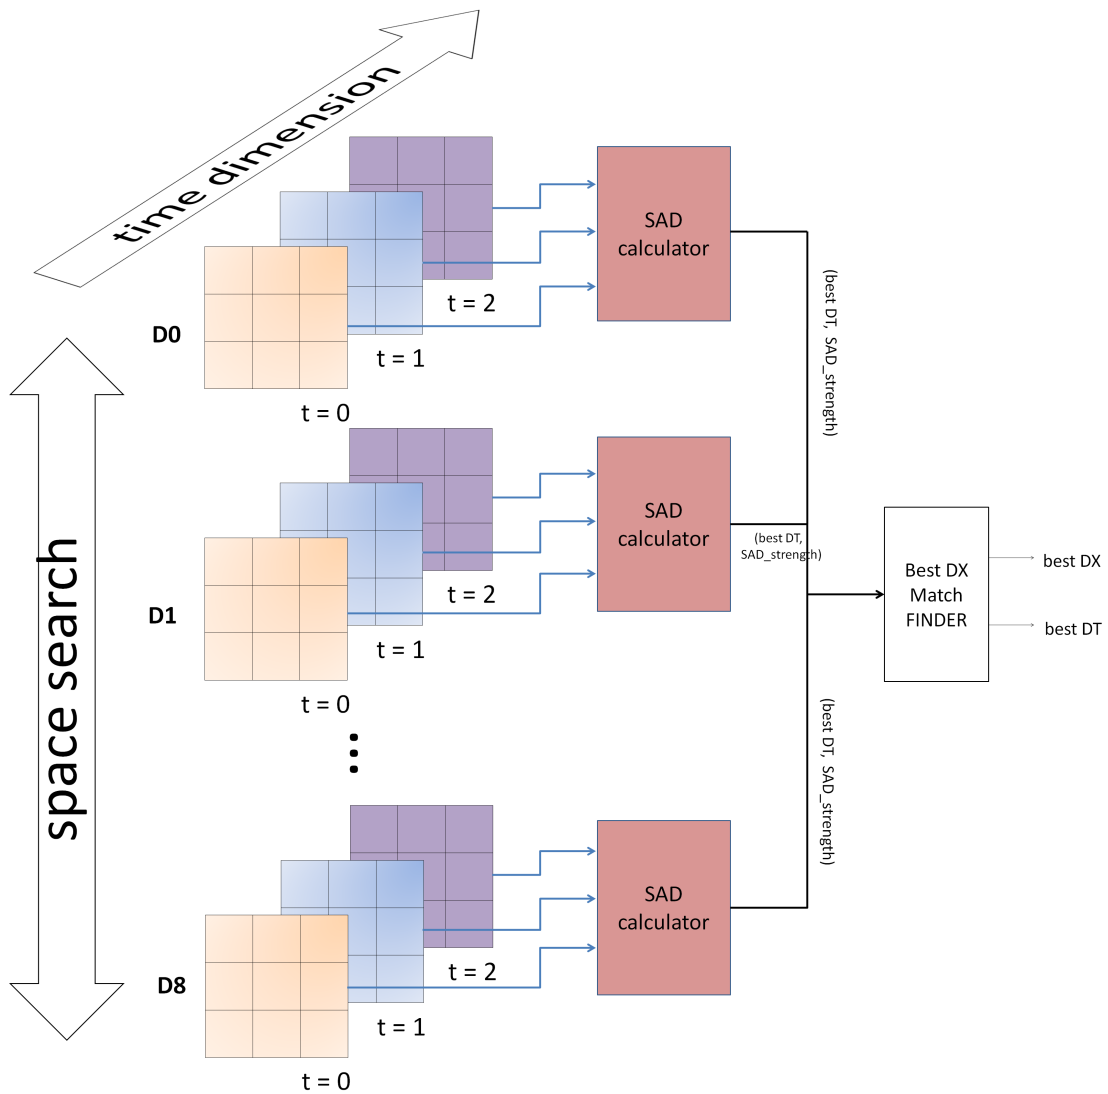 time dimension
SAD
calculator
t = 2
D0
t = 1
t = 0
(best DT, SAD_strength)
space search
SAD
calculator
(best DT,
SAD_strength)
t = 2
D1
t = 1
t = 0
Best DX
Match
FINDER
best DX
best DT
(best DT, SAD_strength)
SAD
calculator
t = 2
D8
t = 1
t = 0